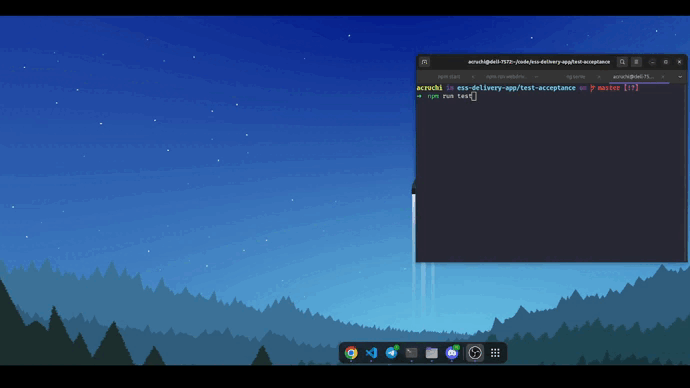 acruchi@dell-7572:~/code/ess-delivery-app/test-acceptance
npm start
npm run webdriv...
ng serve
acruchi@dell-75...
acruchi in ess-delivery-app/test-acceptance on master [!?]
→ npm run test